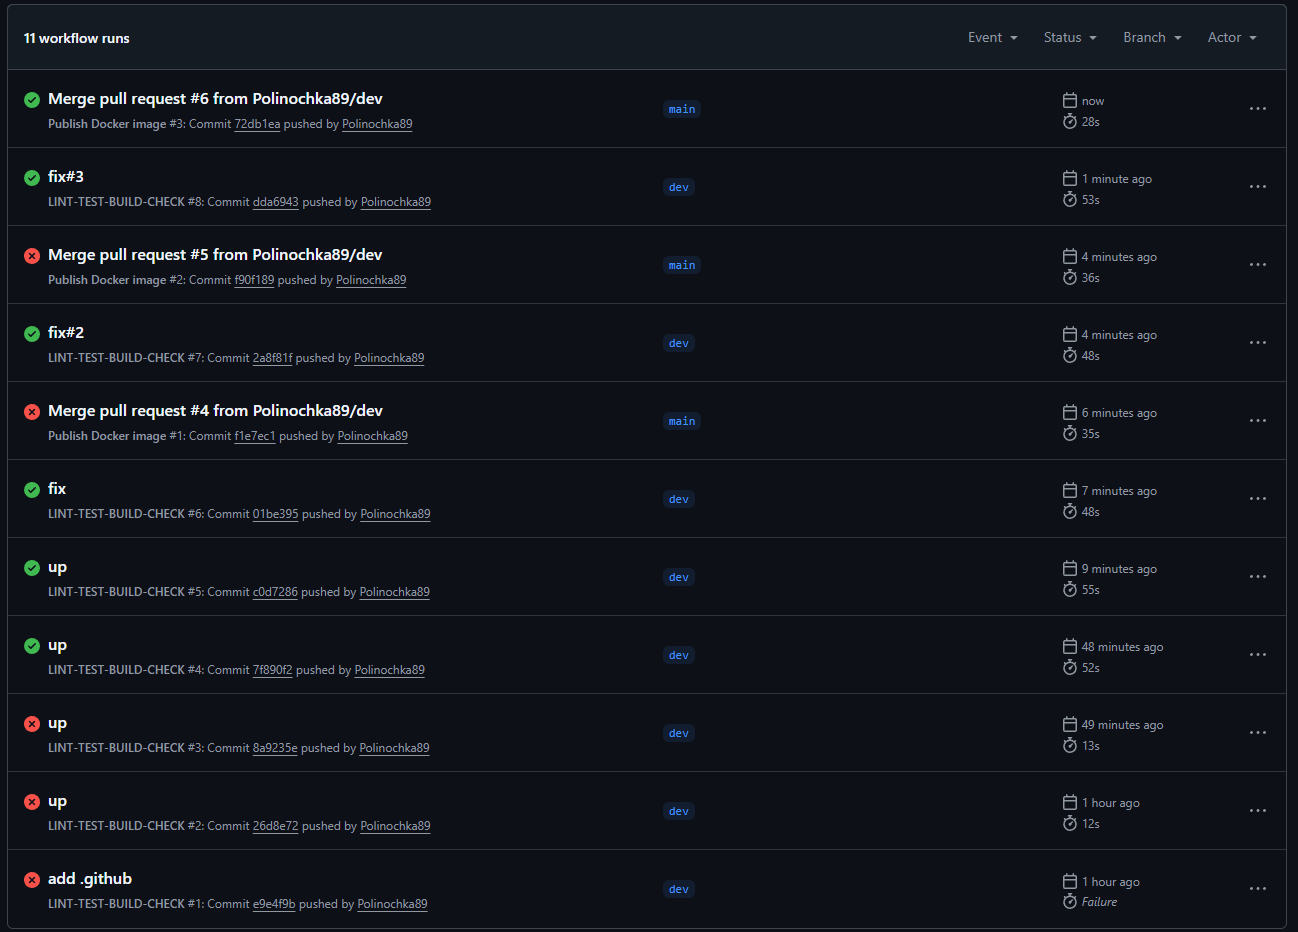 11 workflow runs
Event Status Branch Actor
Merge pull request #6 from Polinochka89/dev
Publish Docker image #3: Commit 72db1ea pushed by Polinochka89
main
now
28s
fix#3
LINT-TEST-BUILD-CHECK #8: Commit dda6943 pushed by Polinochka89
dev
1 minute ago
53s
Merge pull request #5 from Polinochka89/dev
Publish Docker image #2: Commit f90f189 pushed by Polinochka89
main
4 minutes ago
36s
fix#2
LINT-TEST-BUILD-CHECK #7: Commit 2a8f81f pushed by Polinochka89
dev
4 minutes ago
48s
Merge pull request #4 from Polinochka89/dev
Publish Docker image #1: Commit f1e7ec1 pushed by Polinochka89
main
6 minutes ago
35s
fix
LINT-TEST-BUILD-CHECK #6: Commit 01be395 pushed by Polinochka89
dev
7 minutes ago
48s
up
LINT-TEST-BUILD-CHECK #5: Commit c0d7286 pushed by Polinochka89
dev
9 minutes ago
55s
up
LINT-TEST-BUILD-CHECK #4: Commit 7f890f2 pushed by Polinochka89
dev
48 minutes ago
52s
up
LINT-TEST-BUILD-CHECK #3: Commit 8a9235e pushed by Polinochka89
dev
49 minutes ago
13s
up
LINT-TEST-BUILD-CHECK #2: Commit 26d8e72 pushed by Polinochka89
dev
1 hour ago
12s
add .github
LINT-TEST-BUILD-CHECK #1: Commit e9e4f9b pushed by Polinochka89
dev
1 hour ago
Failure